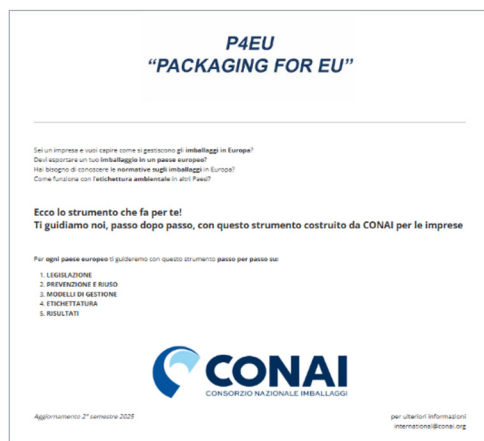 P4EU
“PACKAGING FOR EU”
Sei un impresa e vuoi capire come si gestiscono gli imballaggi in Europa?
Devi esportare un tuo imballaggio in un paese europeo?
Hai bisogno di conoscere le normative sugli imballaggi in Europa?
Come funziona con l'etichettura ambientale in altri Paesi?
Ecco lo strumento che fa per te!
Ti guidiamo noi, passo dopo passo, con questo strumento costruito da CONAI per le imprese
Per ogni paese europeo ti guideremo con questo strumento passo per passo su:
1. LEGISLAZIONE
2. PREVENZIONE E RIUSO
3. MODELLI DI GESTIONE
4. ETICHETTATURA
5. RISULTATI
CONAI
CONSORZIO NAZIONALE IMBALLAGGI
Aggiornamento 2° semestre 2025
per ulteriori informazioni
international@conai.org